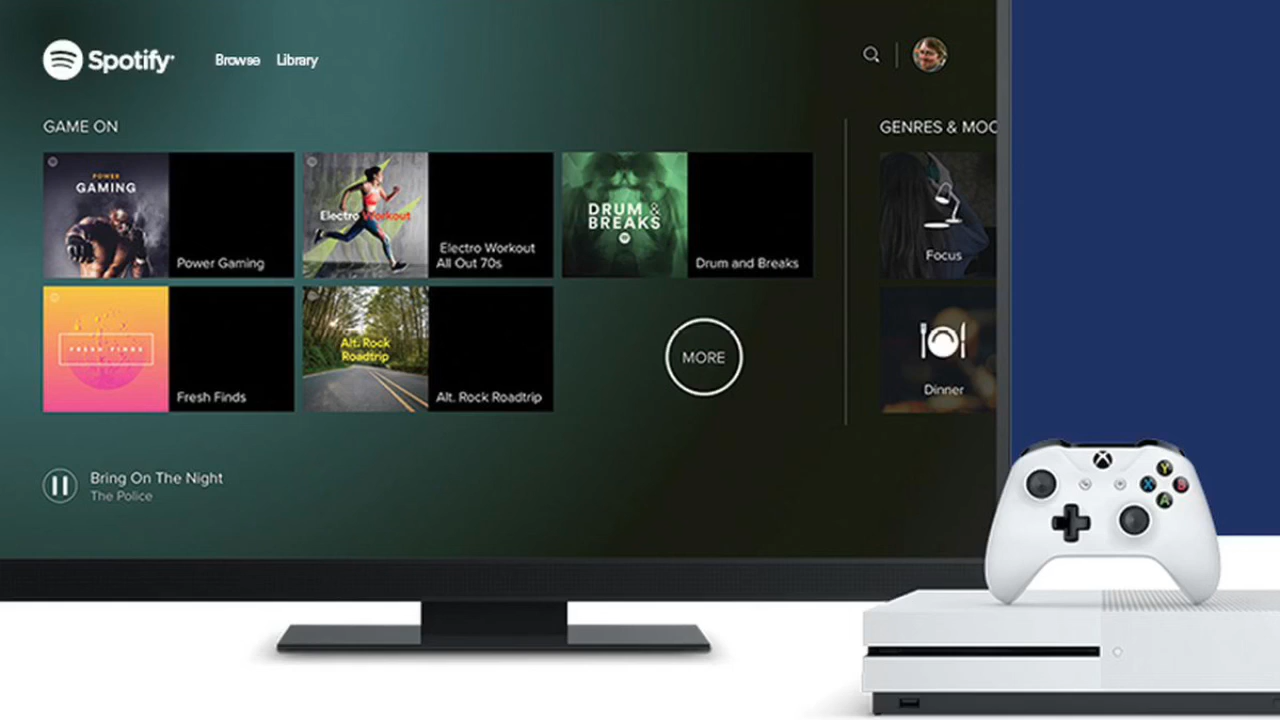 Spotify
Browse Library
GAME ON
GENRES & MOO
POWER
GAMING
Power Gaming
Electro Workout
Electro Workout
All Out 70s
DRUM &
BREAKS
Drum and Breaks
Focus
FRESH FINDS
Fresh Finds
Alt. Rock
Roadtrip
Alt. Rock Roadtrip
MORE
Dinner
Bring On The Night
The Police
Y
X B
A